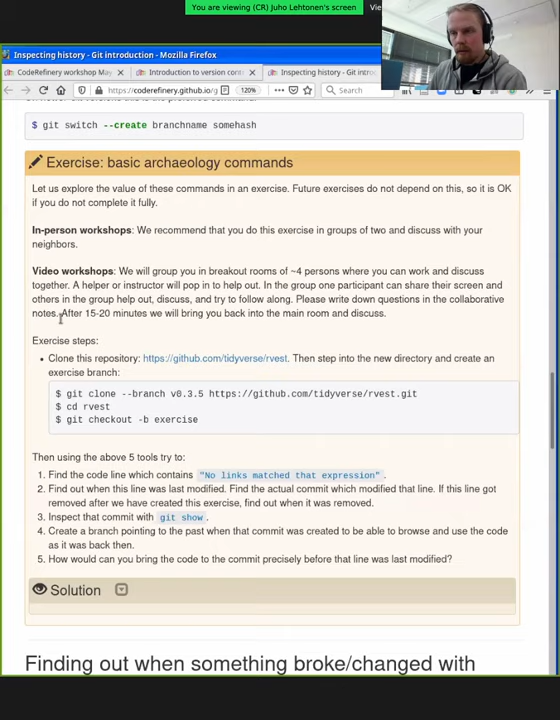 You are viewing (CR) Juho Lehtonen's screen
Vie
Inspecting history - Git introduction - Mozilla Firefox
CodeRefinery workshop May
Introduction to version cont
Inspecting history - Git introd
https://coderefinery.github.io/g
120%
Search
$ git switch --create branchname somehash
Exercise: basic archaeology commands
Let us explore the value of these commands in an exercise. Future exercises do not depend on this, so it is OK
if you do not complete it fully.
In-person workshops: We recommend that you do this exercise in groups of two and discuss with your
neighbors.
Video workshops: We will group you in breakout rooms of ~4 persons where you can work and discuss
together. A helper or instructor will pop in to help out. In the group one participant can share their screen and
others in the group help out, discuss, and try to follow along. Please write down questions in the collaborative
notes. After 15-20 minutes we will bring you back into the main room and discuss.
Exercise steps:
• Clone this repository: https://github.com/tidyverse/rvest. Then step into the new directory and create an
exercise branch:
$ git clone --branch v0.3.5 https://github.com/tidyverse/rvest.git
$ cd rvest
$ git checkout -b exercise
Then using the above 5 tools try to:
1. Find the code line which contains "No links matched that expression".
2. Find out when this line was last modified. Find the actual commit which modified that line. If this line got
removed after we have created this exercise, find out when it was removed.
3. Inspect that commit with git show.
4. Create a branch pointing to the past when that commit was created to be able to browse and use the code
as it was back then.
5. How would can you bring the code to the commit precisely before that line was last modified?
Solution
Finding out when something broke/changed with